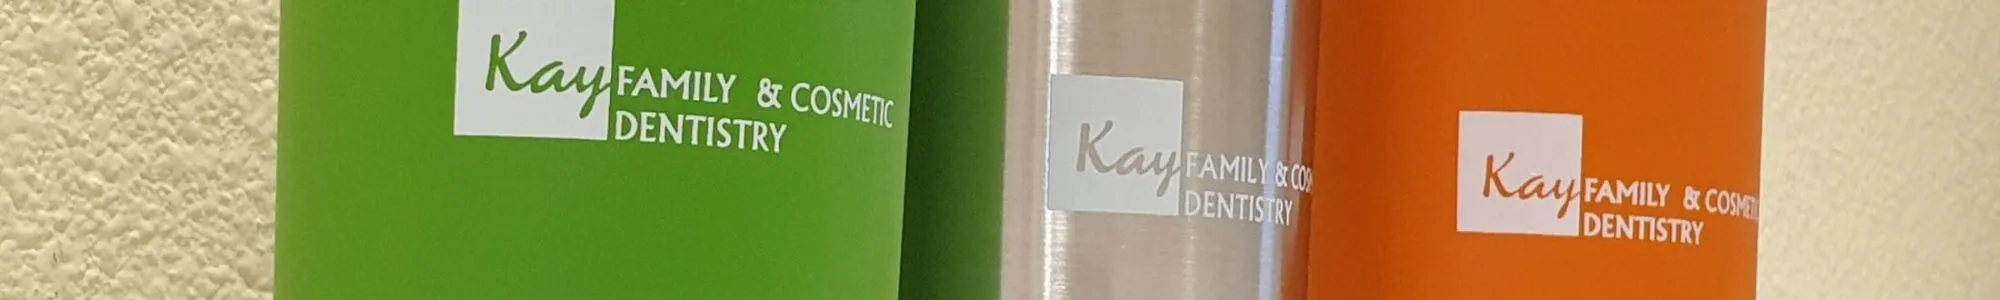 Kay FAMILY & COSMETIC
DENTISTRY
Kay FAMILY &
DENTISTRY
Kay FAMILY &
DENTISTRY